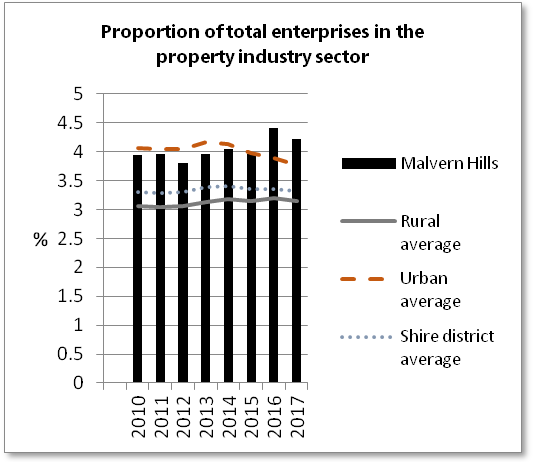 Proportion of total enterprises in the
property industry sector
5
4.5
4
3.5
3
2.5
2
1.5
1
0.5
0
%
2010
2011
2012
2013
2014
2015
2016
2017
Malvern Hills
Rural
average
Urban
average
Shire district
average